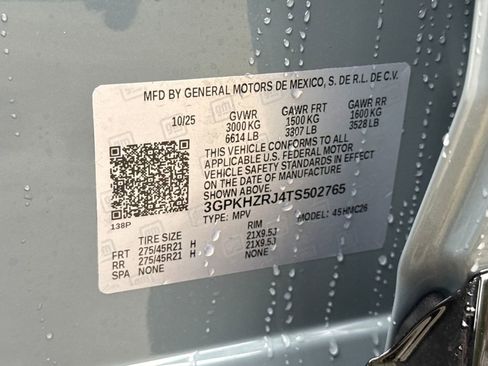 MFD BY GENERAL MOTORS DE MEXICO, S. DE R.L. DE C.V.
10/25 GVWR GAWR FRT GAWR RR
3000 KG 1500 KG 1600 KG
6614 LB 3307 LB 3528 LB
THIS VEHICLE CONFORMS TO ALL
APPLICABLE U.S. FEDERAL MOTOR
VEHICLE SAFETY STANDARDS IN EFFECT
ON THE DATE OF MANUFACTURE
SHOWN ABOVE.
3GPKHZRJ4TS502765
138P TYPE: MPV MODEL: 45HMC26
TIRE SIZE RIM
FRT 275/45R21 H 21X9.5J
RR 275/45R21 H 21X9.5J
SPA NONE NONE